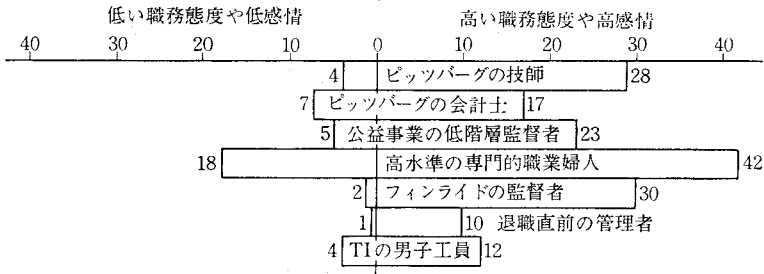 低い職務態度や低感情 高い職務態度や高感情
40 30 20 10 0 10 20 30 40
4 ピッツバーグの技師 28
7 ピッツバーグの会計士 17
5 公益事業の低階層監督者 23
18 高水準の専門的職業婦人 42
2 フィンライドの監督者 30
1 10 退職直前の管理者
4 TIの男子工員 12